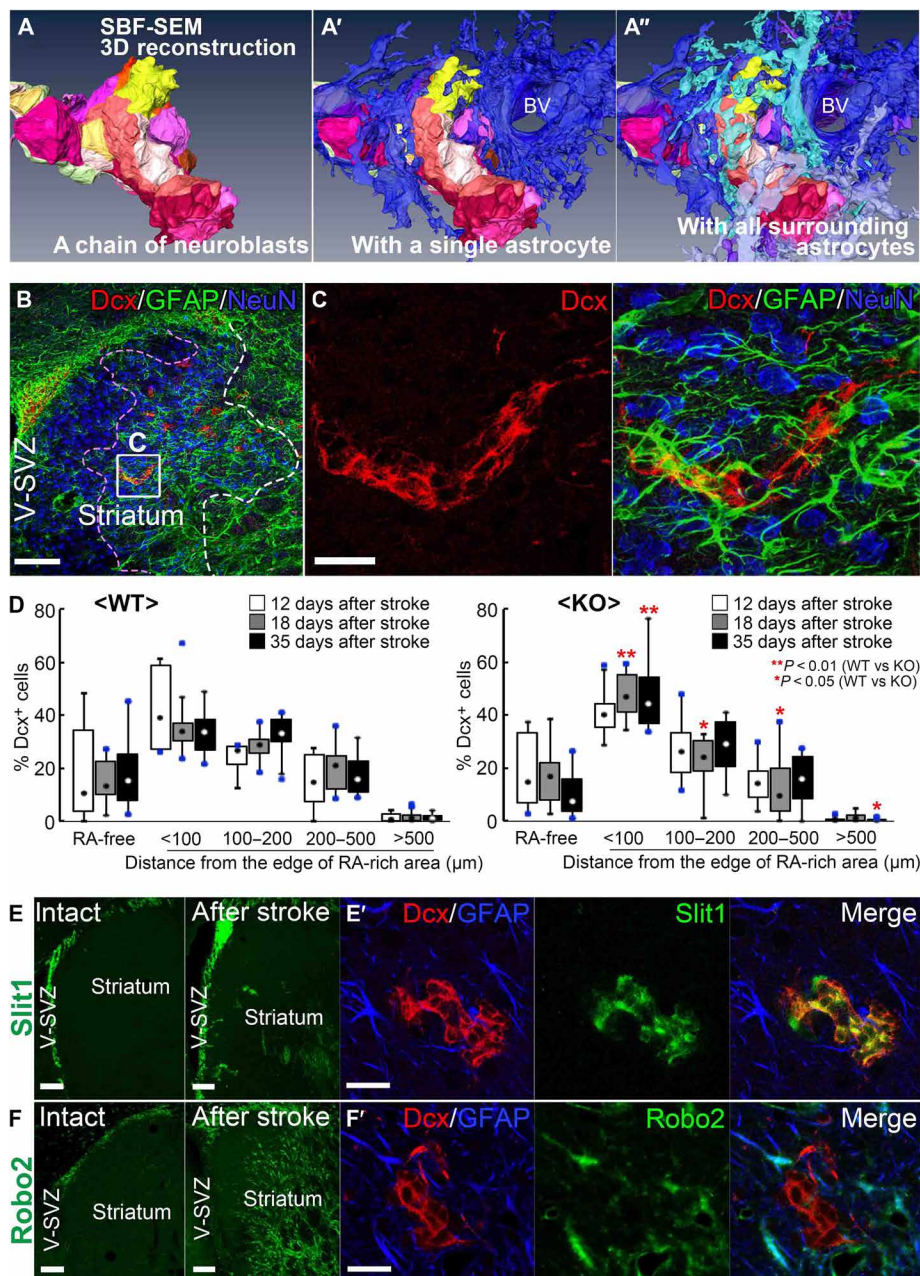 A
SBF-SEM
3D reconstruction
A chain of neuroblasts
A′
BV
With a single astrocyte
A″
BV
With all surrounding
astrocytes
B
Dcx/GFAP/NeuN
V-SVZ
C
Striatum
C
Dcx
Dcx/GFAP/NeuN
D
<WT>
12 days after stroke
18 days after stroke
35 days after stroke
% Dcx⁺ cells
80
60
40
20
0
RA-free <100 100–200 200–500 >500
Distance from the edge of RA-rich area (µm)
<KO>
12 days after stroke
18 days after stroke
35 days after stroke
**P < 0.01 (WT vs KO)
*P < 0.05 (WT vs KO)
** **
* * *
% Dcx⁺ cells
80
60
40
20
0
RA-free <100 100–200 200–500 >500
Distance from the edge of RA-rich area (µm)
E
Slit1
Intact
V-SVZ
Striatum
After stroke
V-SVZ
Striatum
E′
Dcx/GFAP
Slit1
Merge
F
Robo2
Intact
V-SVZ
Striatum
After stroke
V-SVZ
Striatum
F′
Dcx/GFAP
Robo2
Merge